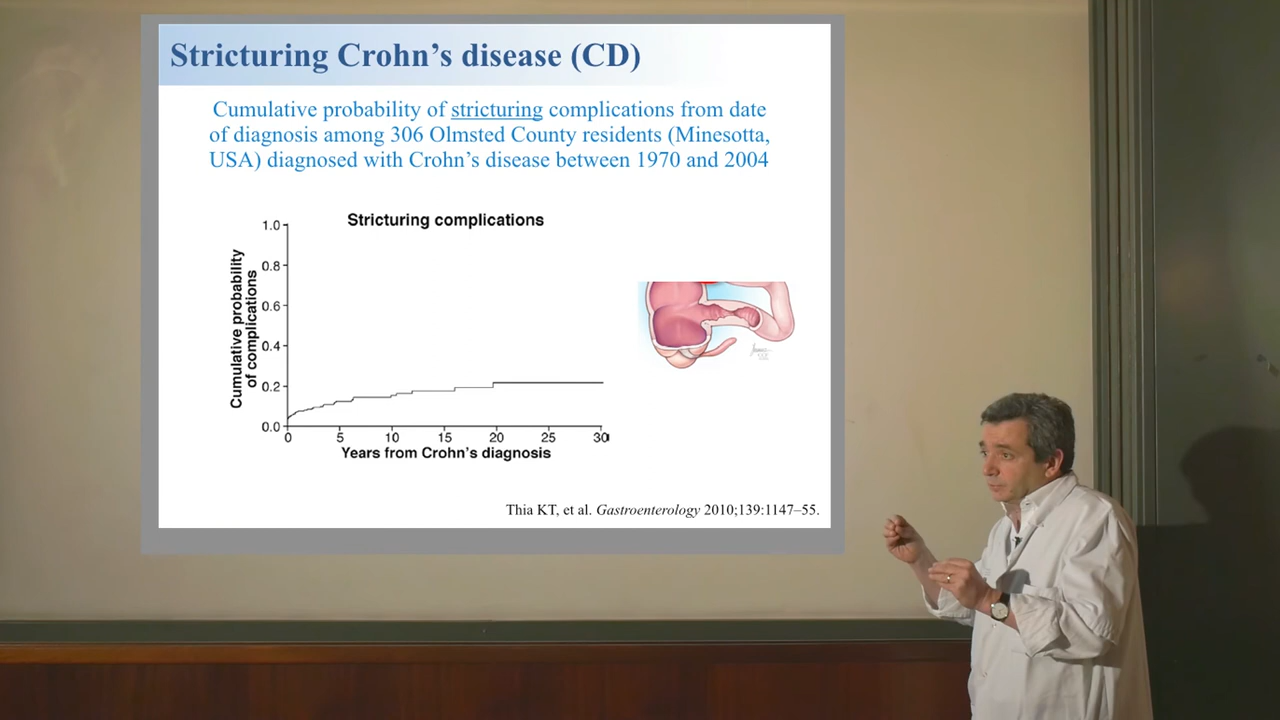 Stricturing Crohn’s disease (CD)
Cumulative probability of stricturing complications from date
of diagnosis among 306 Olmsted County residents (Minesotta,
USA) diagnosed with Crohn’s disease between 1970 and 2004
Stricturing complications
Cumulative probability
of complications
1.0
0.8
0.6
0.4
0.2
0.0
0 5 10 15 20 25 30
Years from Crohn’s diagnosis
Thia KT, et al. Gastroenterology 2010;139:1147–55.